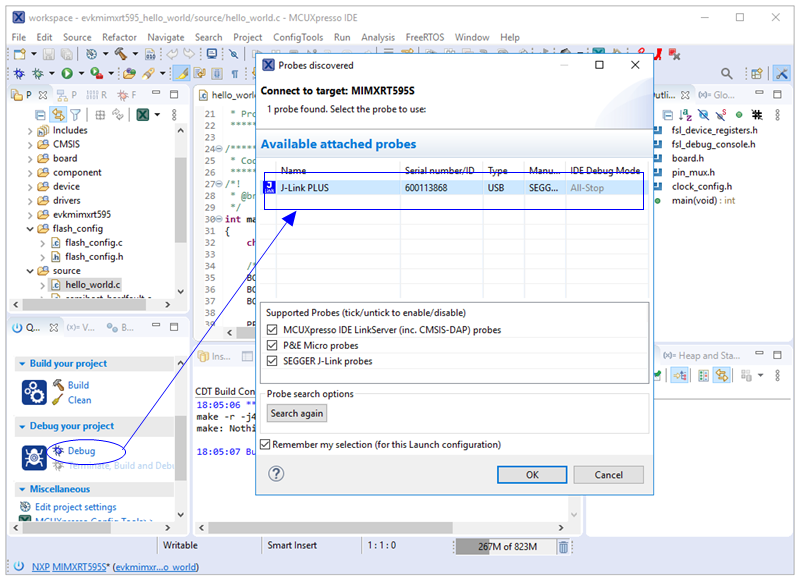 workspace - evkmimxrt595_hello_world/source/hello_world.c - MCUXpresso IDE
File Edit Source Refactor Navigate Search Project ConfigTools Run Analysis FreeRTOS Window Help
Probes discovered
Connect to target: MIMXRT595S
1 probe found. Select the probe to use:
Available attached probes
Name Serial number/ID Type Manu... IDE Debug Mode
J-Link PLUS 600113868 USB SEGG... All-Stop
Supported Probes (tick/untick to enable/disable)
MCUXpresso IDE LinkServer (inc. CMSIS-DAP) probes
P&E Micro probes
SEGGER J-Link probes
Probe search options
Search again
Remember my selection (for this Launch configuration)
OK Cancel
P P R F
Includes
CMSIS
board
component
device
drivers
evkmimxrt595
flash_config
flash_config.c
flash_config.h
source
hello_world.c
hello_worl
21 * Pro
22 *****
23
24 /*****
25 * Coo
26 *****
27 /*!
28 * @br
29 */
30 int ma
31 {
32 ch
33
34 /*
35 BO
36 BO
37 BO
38
39 PR
utli... Glo...
fsl_device_registers.h
fsl_debug_console.h
board.h
pin_mux.h
clock_config.h
main(void) : int
Q... (x)= V... B...
Build your project
Build
Clean
Debug your project
Debug
Terminate, Build and Debu
Miscellaneous
Edit project settings
MCUXpresso Config Tools>>
Ins...
CDT Build Con
18:05:06 **
make -r -j4
make: Nothi
18:05:07 Bu
(x)= Heap and Sta...
Writable Smart Insert 1 : 1 : 0 267M of 823M
NXP MIMXRT595S* (evkmimxr...o_world)